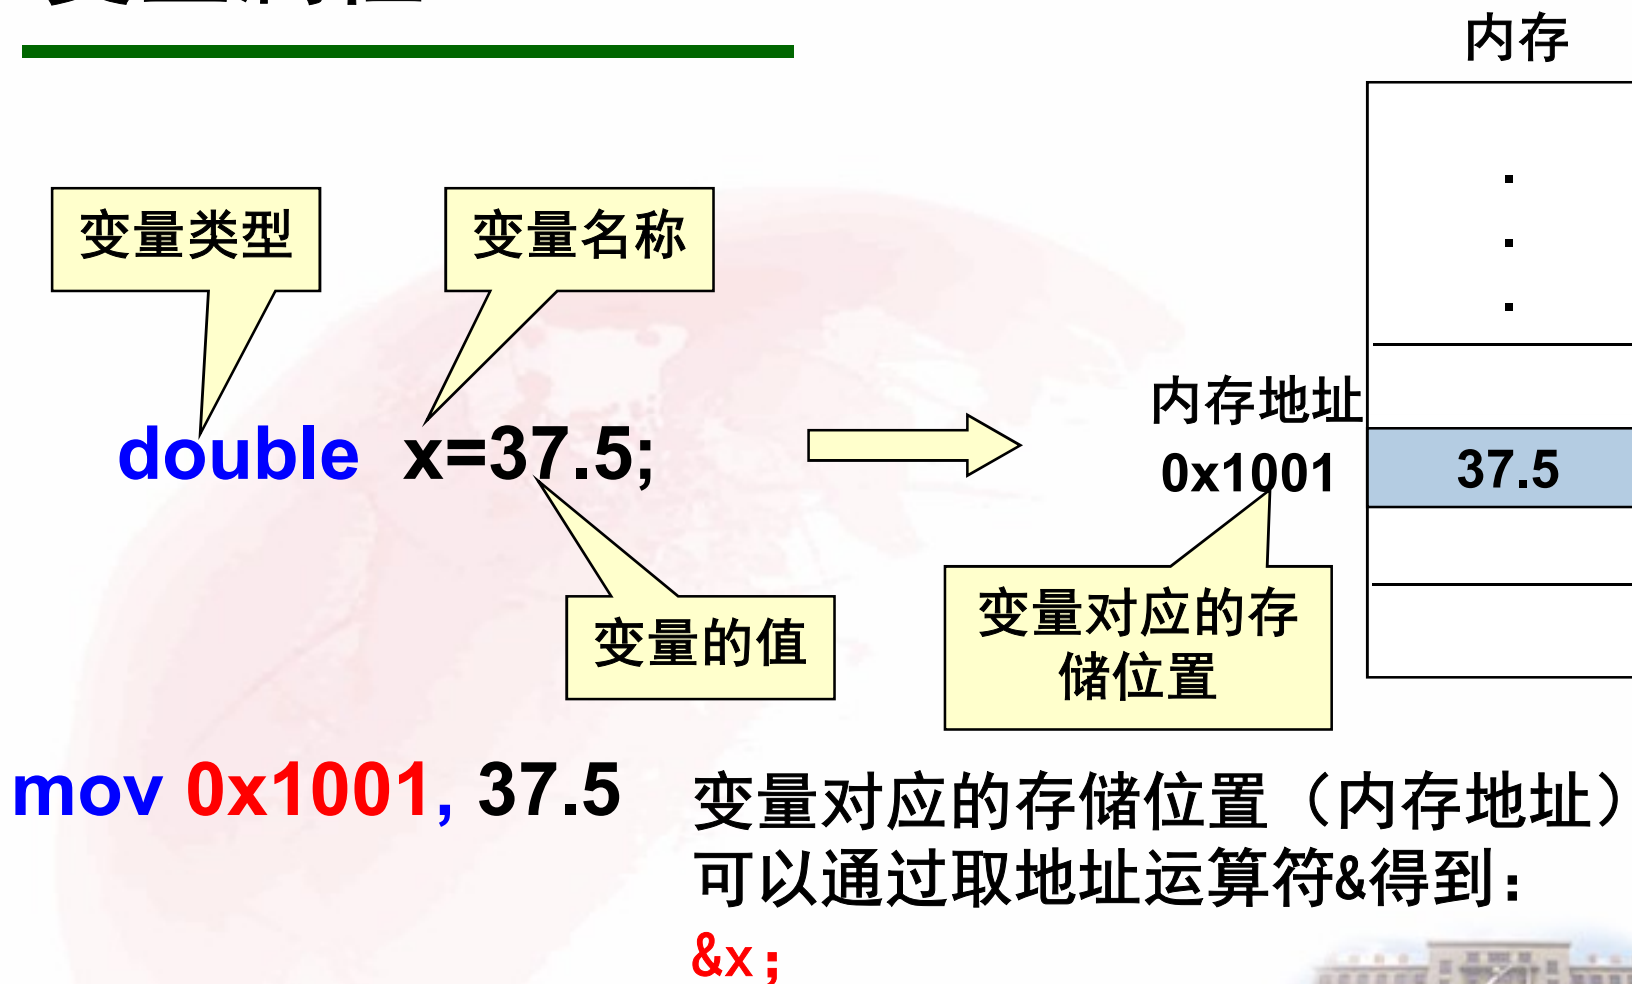 内存
变量类型
变量名称
double x=37.5;
内存地址
0x1001
37.5
变量的值
变量对应的存
储位置
mov 0x1001, 37.5
变量对应的存储位置（内存地址）
可以通过取地址运算符&得到：
&x；